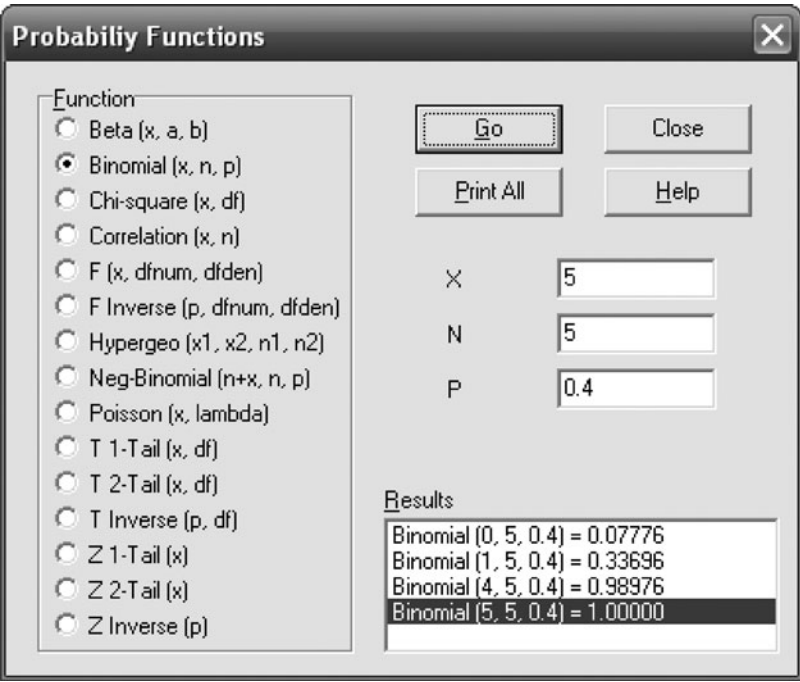 Probabiliy Functions
Function
Beta (x, a, b)
Binomial (x, n, p)
Chi-square (x, df)
Correlation (x, n)
F (x, dfnum, dfden)
F Inverse (p, dfnum, dfden)
Hypergeo (x1, x2, n1, n2)
Neg-Binomial (n+x, n, p)
Poisson (x, lambda)
T 1-Tail (x, df)
T 2-Tail (x, df)
T Inverse (p, df)
Z 1-Tail (x)
Z 2-Tail (x)
Z Inverse (p)
Go
Close
Print All
Help
X
5
N
5
P
0.4
Results
Binomial (0, 5, 0.4) = 0.07776
Binomial (1, 5, 0.4) = 0.33696
Binomial (4, 5, 0.4) = 0.98976
Binomial (5, 5, 0.4) = 1.00000